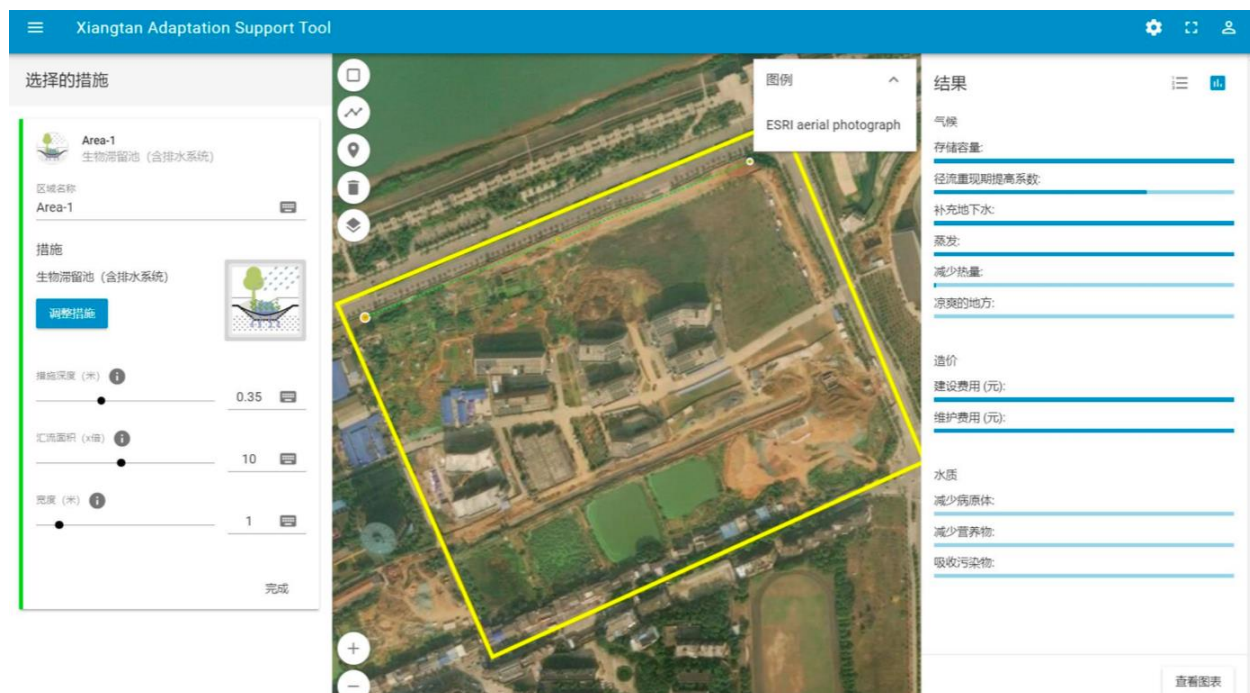 Xiangtan Adaptation Support Tool
选择的措施
Area-1
生物滞留池（含排水系统）
区域名称
Area-1
措施
生物滞留池（含排水系统）
调整措施
措施深度（米）
0.35
汇流面积（x倍）
10
宽度（米）
1
完成
图例
ESRI aerial photograph
结果
气候
存储容量:
径流重现期提高系数:
补充地下水:
蒸发:
减少热量:
凉爽的地方:
造价
建设费用 (元):
维护费用 (元):
水质
减少病原体:
减少营养物:
吸收污染物:
查看图表